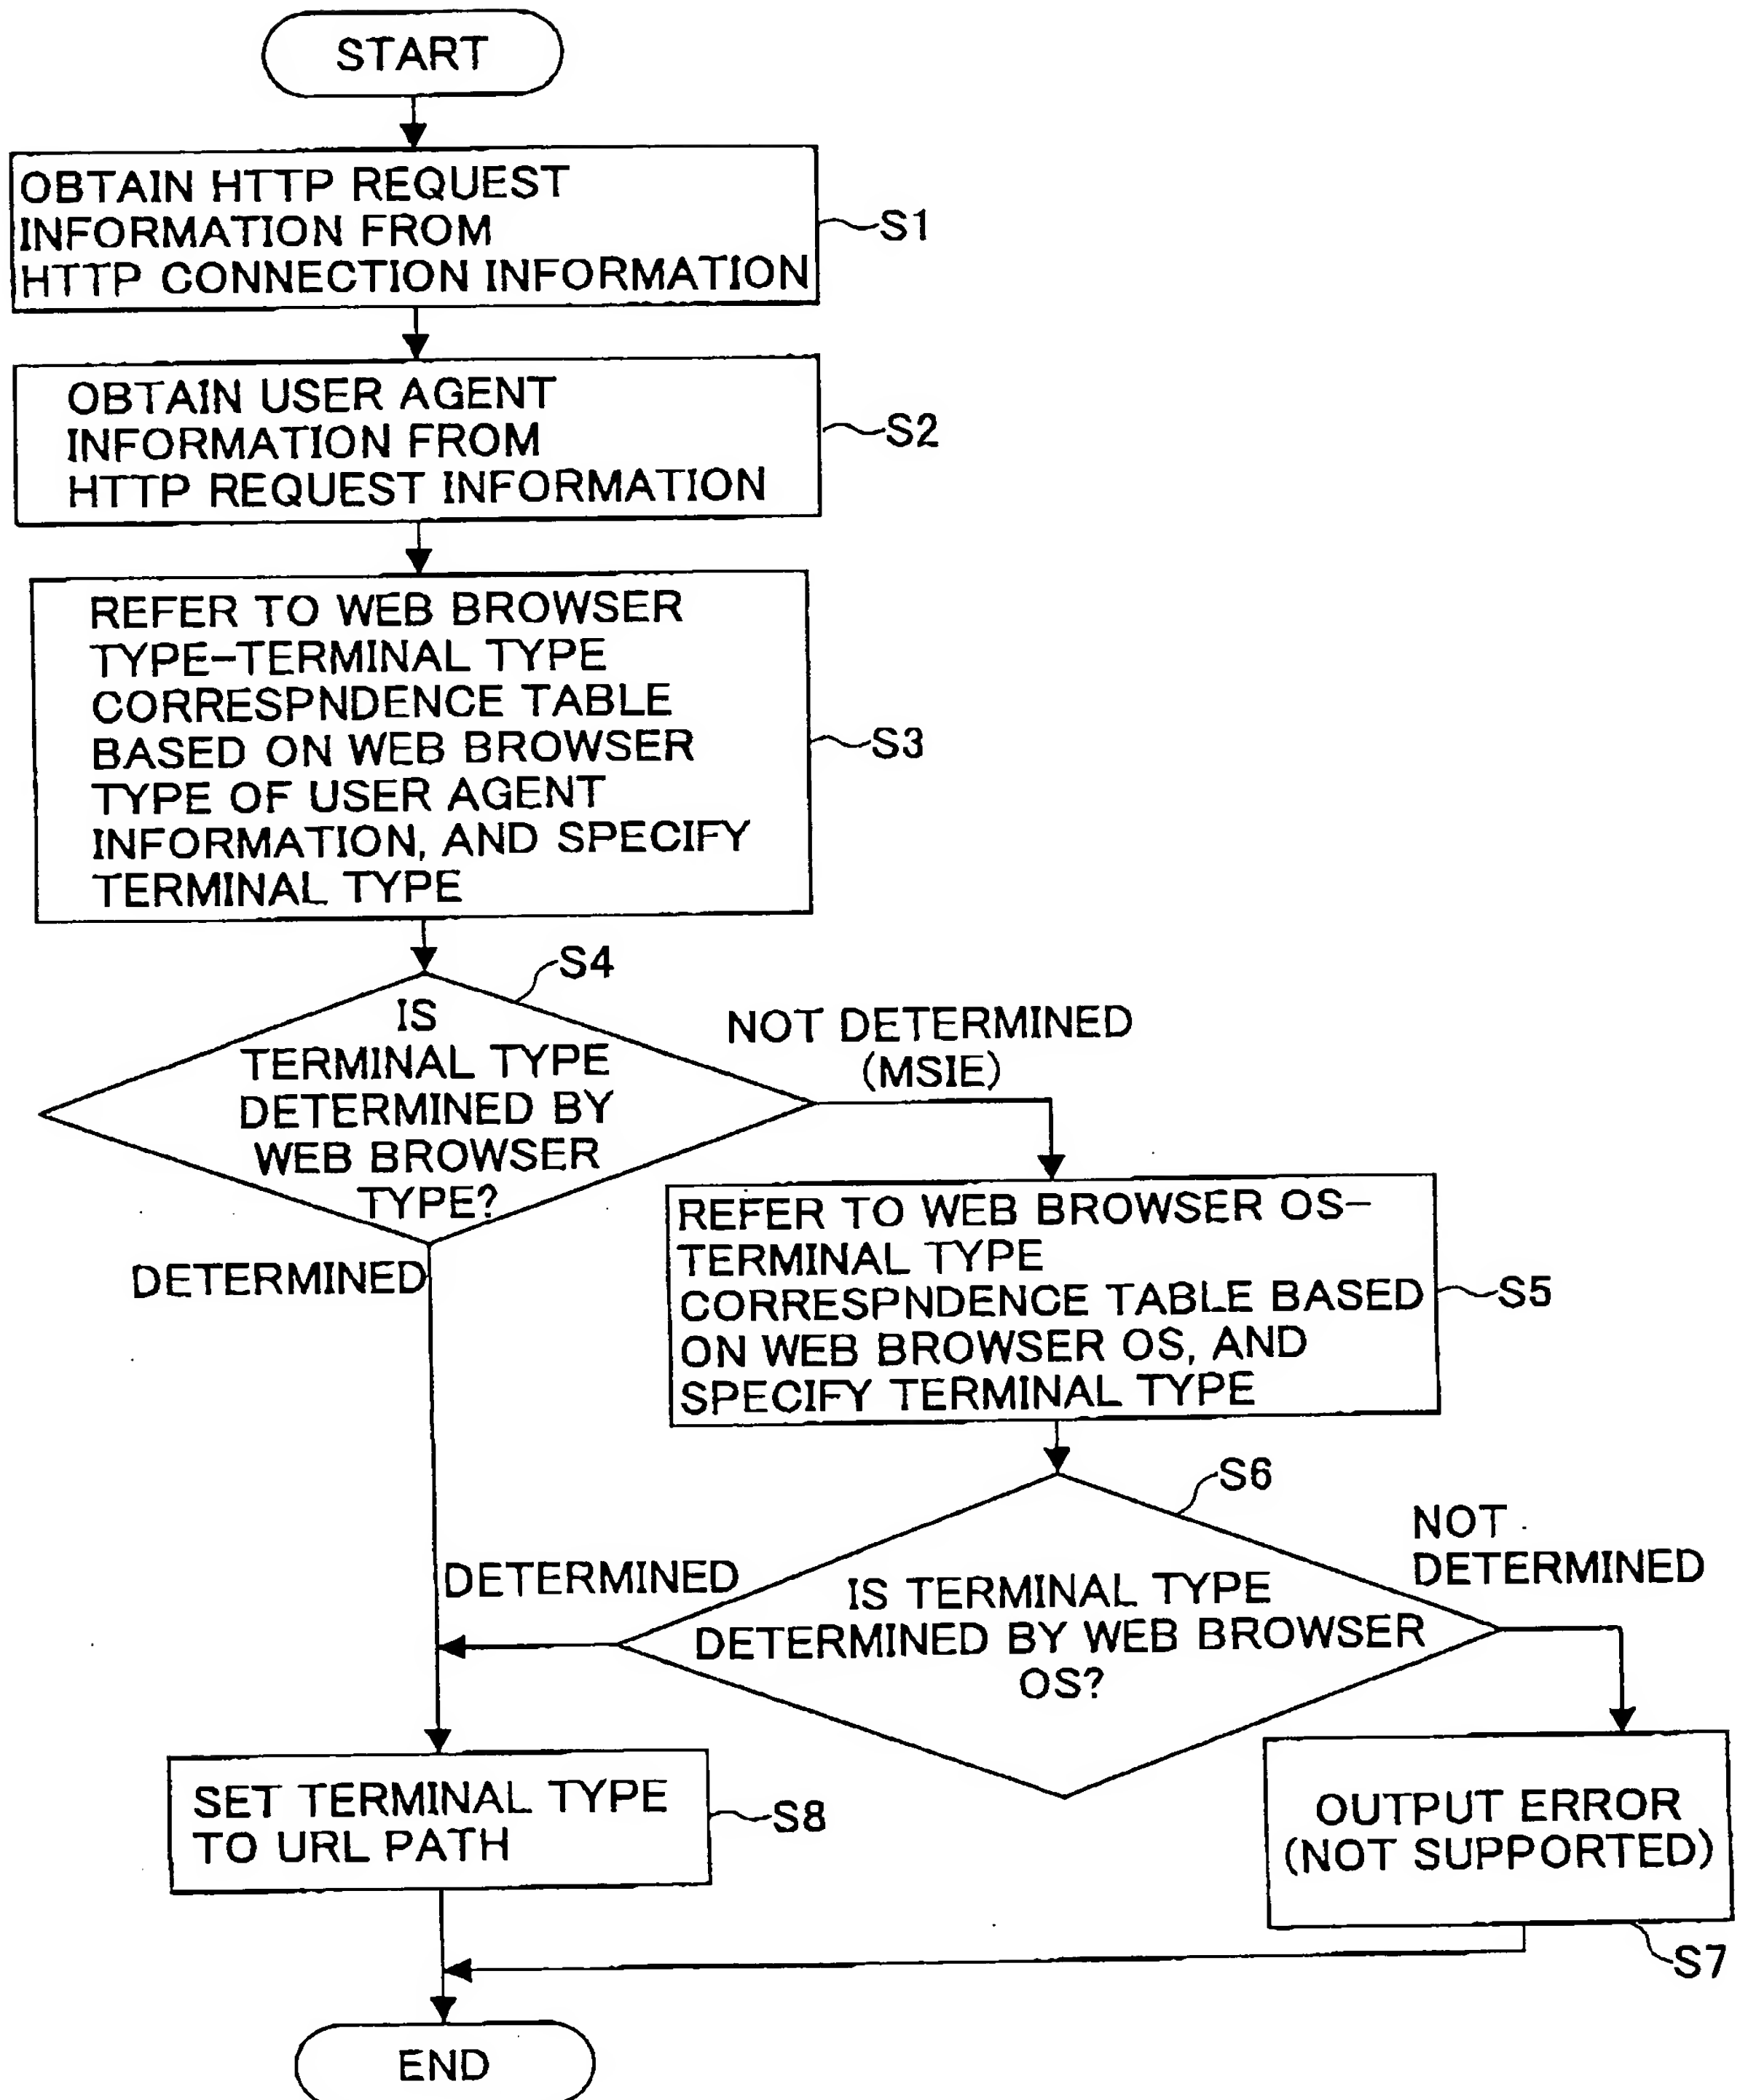 START
OBTAIN HTTP REQUEST
INFORMATION FROM
HTTP CONNECTION INFORMATION
S1
OBTAIN USER AGENT
INFORMATION FROM
HTTP REQUEST INFORMATION
S2
REFER TO WEB BROWSER
TYPE-TERMINAL TYPE
CORRESPNDENCE TABLE
BASED ON WEB BROWSER
TYPE OF USER AGENT
INFORMATION, AND SPECIFY
TERMINAL TYPE
S3
S4
IS
TERMINAL TYPE
DETERMINED BY
WEB BROWSER
TYPE?
NOT DETERMINED
(MSIE)
DETERMINED
REFER TO WEB BROWSER OS-
TERMINAL TYPE
CORRESPNDENCE TABLE BASED
ON WEB BROWSER OS, AND
SPECIFY TERMINAL TYPE
S5
S6
IS TERMINAL TYPE
DETERMINED BY WEB BROWSER
OS?
DETERMINED
NOT
DETERMINED
SET TERMINAL TYPE
TO URL PATH
S8
OUTPUT ERROR
(NOT SUPPORTED)
S7
END